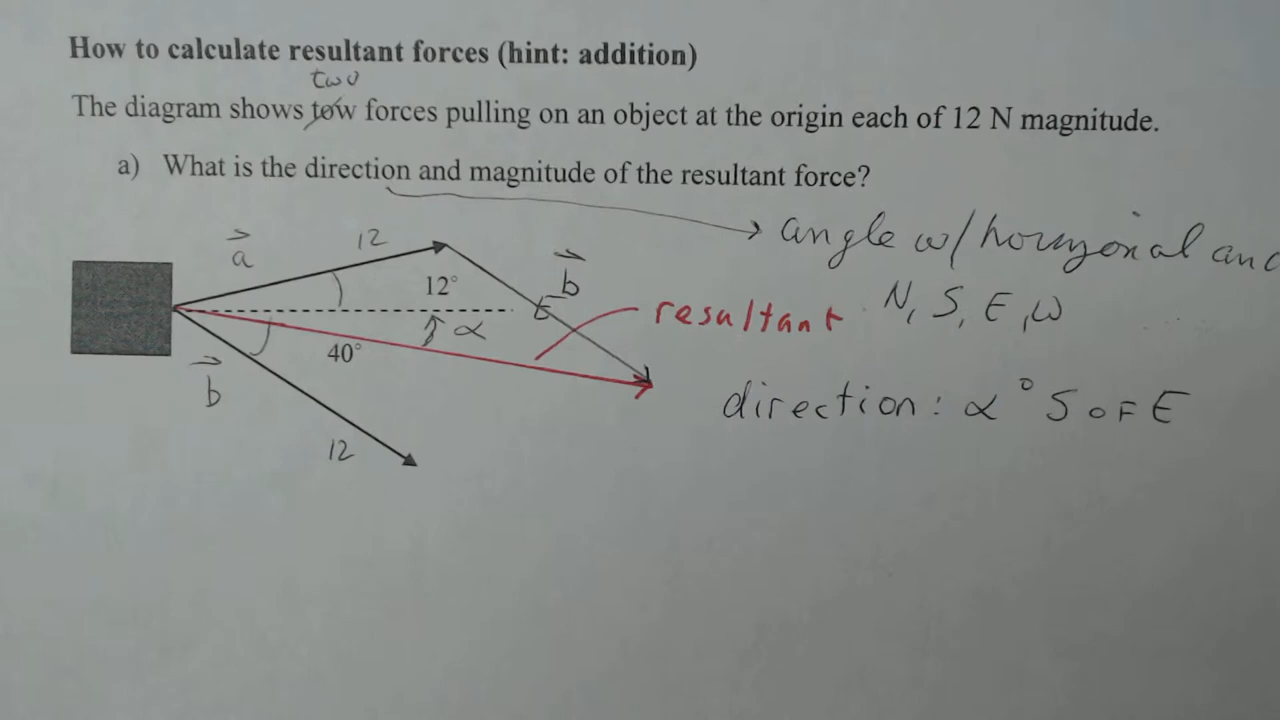 How to calculate resultant forces (hint: addition)
two
The diagram shows tow forces pulling on an object at the origin each of 12 N magnitude.
a) What is the direction and magnitude of the resultant force?
angle w/ horizonal and
N, S, E, W
a
12
12°
b
E
resultant
α
40°
b
12
direction: α° S OF E